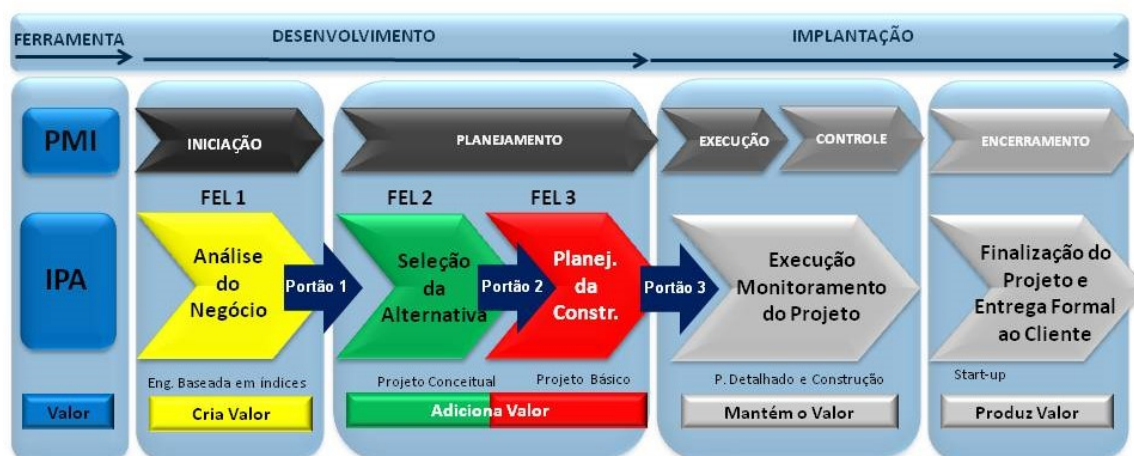 FERRAMENTA
DESENVOLVIMENTO
IMPLANTAÇÃO
PMI
INICIAÇÃO
PLANEJAMENTO
EXECUÇÃO
CONTROLE
ENCERRAMENTO
FEL 1
FEL 2
FEL 3
IPA
Análise
do
Negócio
Portão 1
Seleção
da
Alternativa
Portão 2
Planej.
da
Constr.
Portão 3
Execução
Monitoramento
do Projeto
Finalização do
Projeto e
Entrega Formal
ao Cliente
Eng. Baseada em índices
Projeto Conceitual
Projeto Básico
P. Detalhado e Construção
Start-up
Valor
Cria Valor
Adiciona Valor
Mantém o Valor
Produz Valor